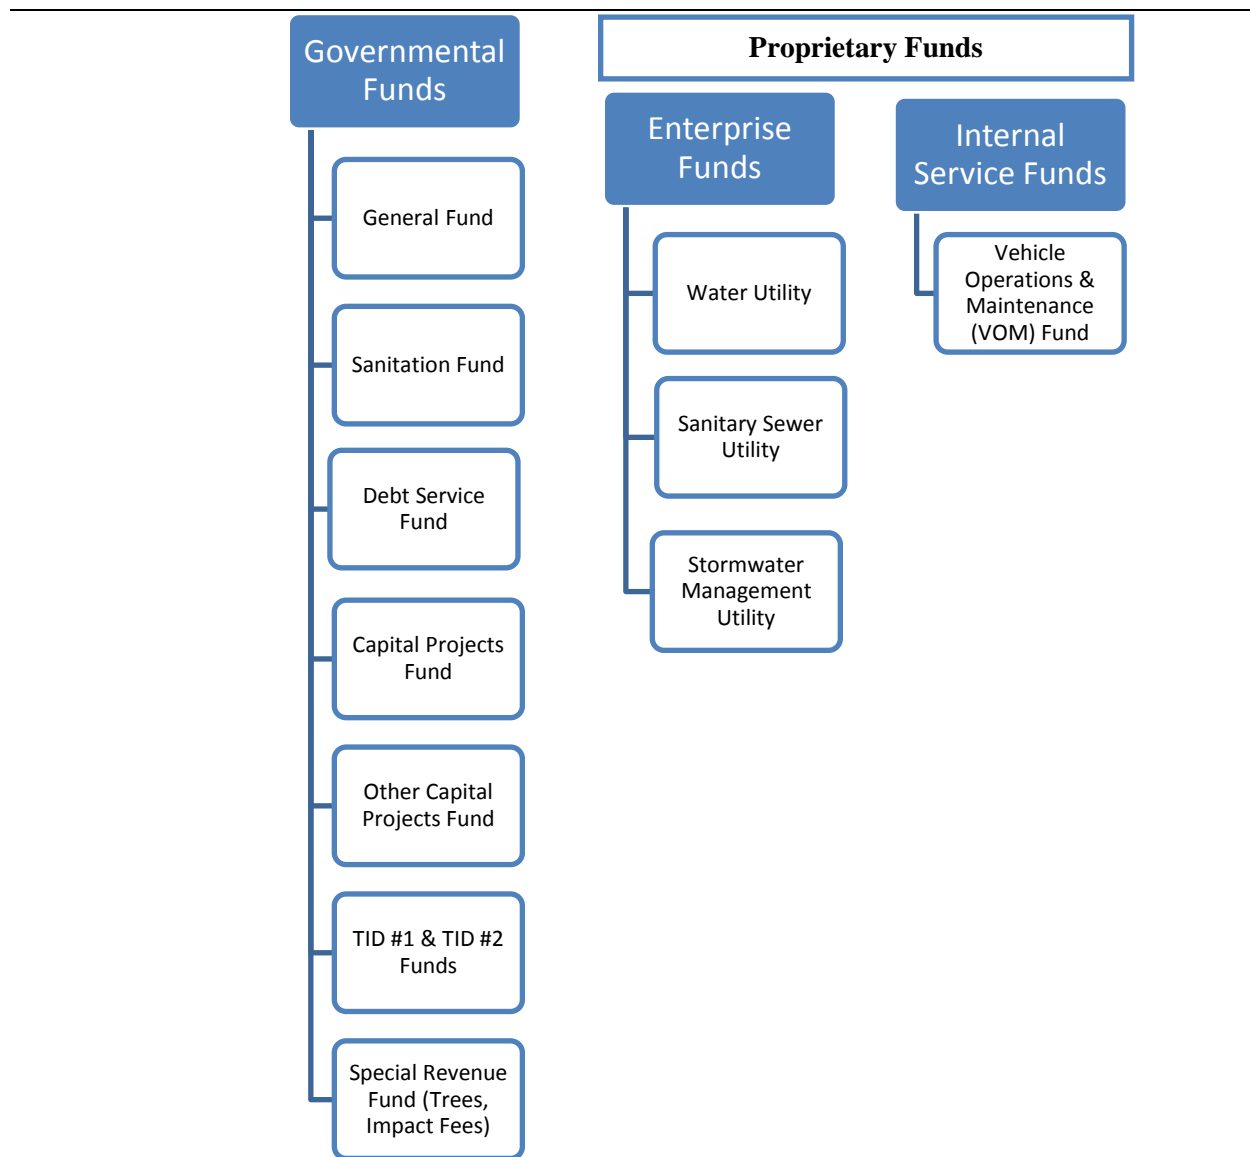 Governmental
Funds
General Fund
Sanitation Fund
Debt Service
Fund
Capital Projects
Fund
Other Capital
Projects Fund
TID #1 & TID #2
Funds
Special Revenue
Fund (Trees,
Impact Fees)
Proprietary Funds
Enterprise
Funds
Water Utility
Sanitary Sewer
Utility
Stormwater
Management
Utility
Internal
Service Funds
Vehicle
Operations &
Maintenance
(VOM) Fund